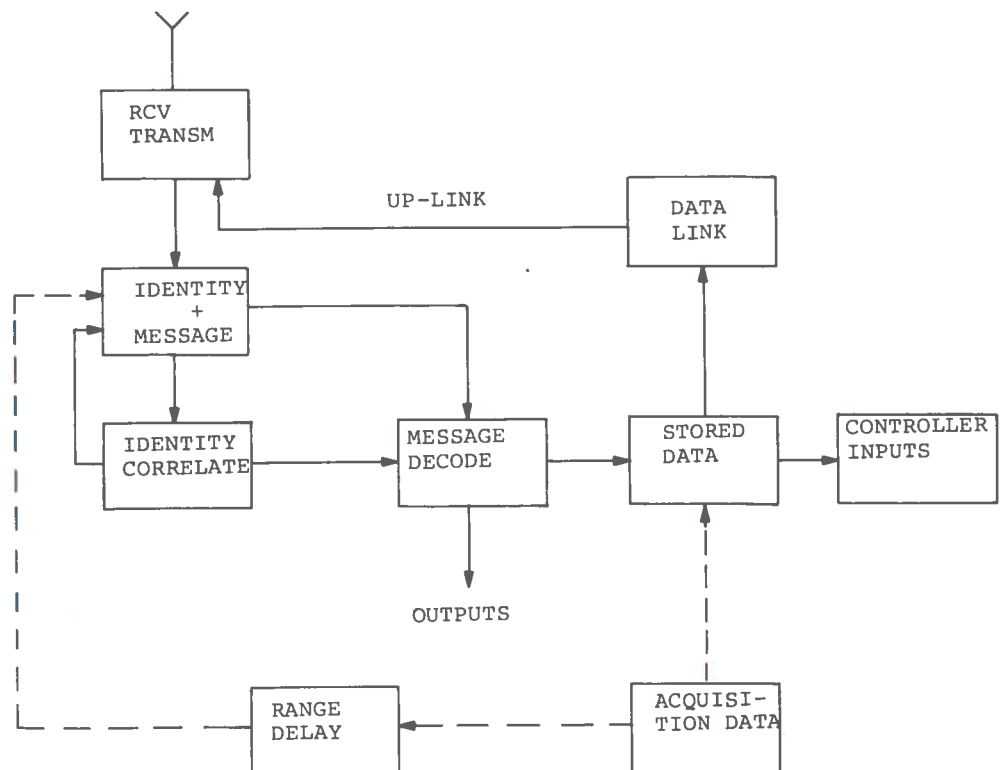 RCV
TRANSM
UP-LINK
DATA
LINK
IDENTITY
+
MESSAGE
IDENTITY
CORRELATE
MESSAGE
DECODE
STORED
DATA
CONTROLLER
INPUTS
OUTPUTS
RANGE
DELAY
ACQUISI-
TION DATA